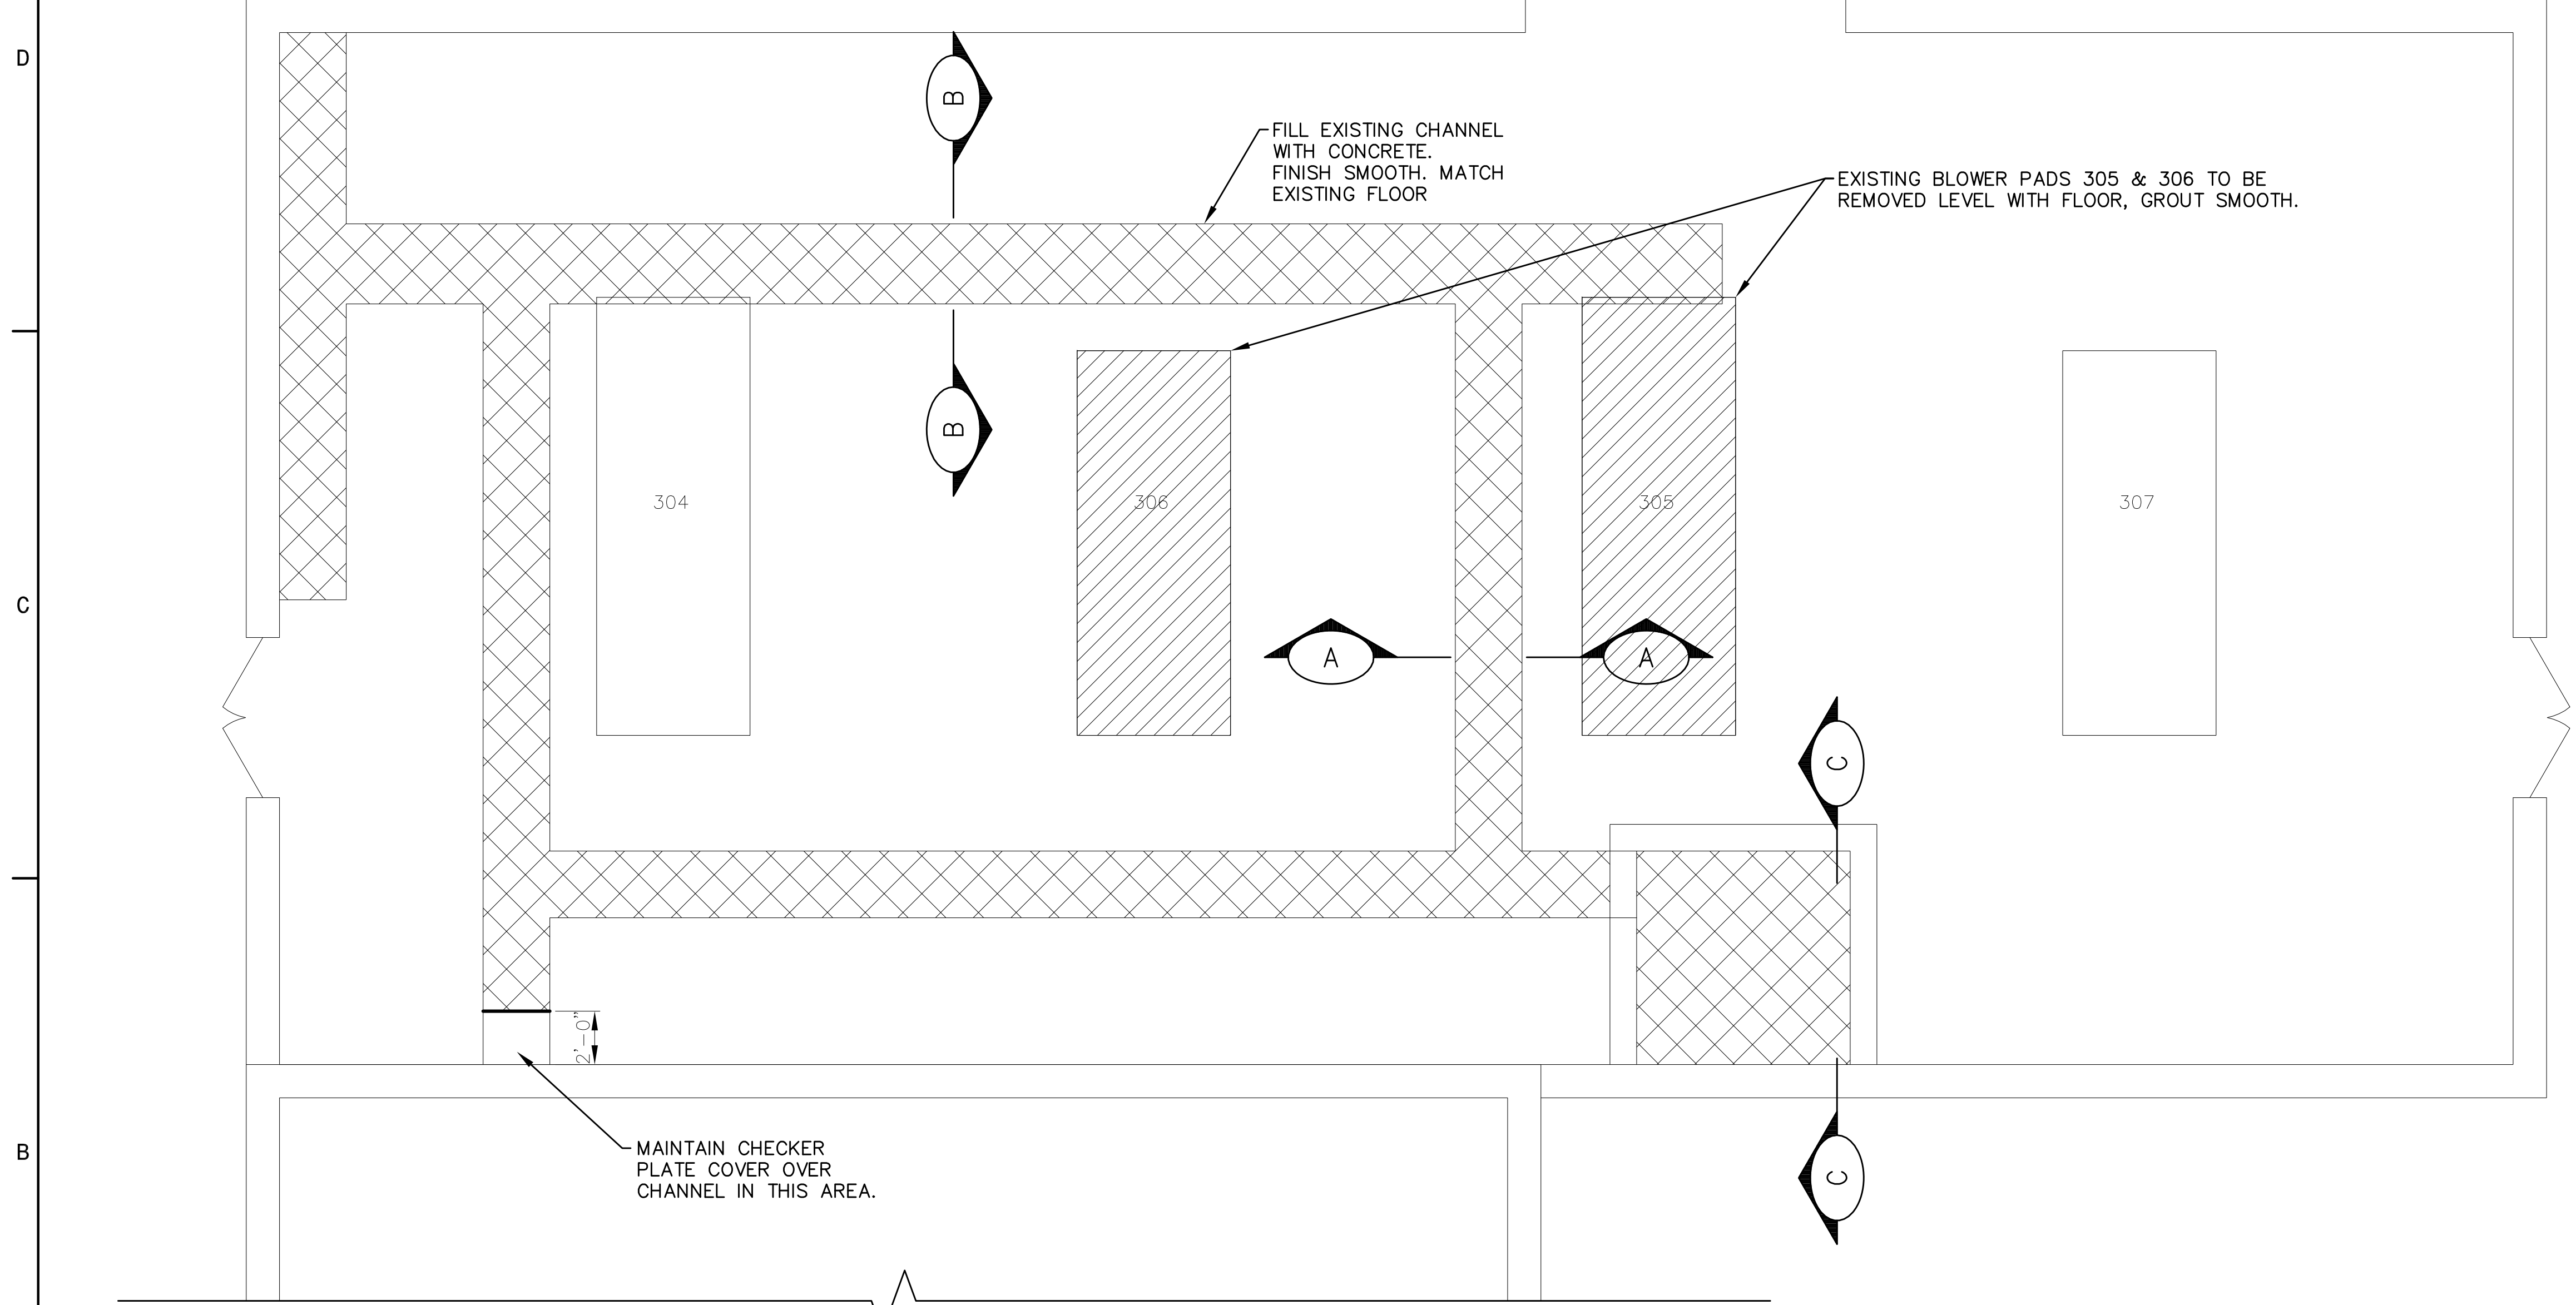 D
B
FILL EXISTING CHANNEL
WITH CONCRETE.
FINISH SMOOTH. MATCH
EXISTING FLOOR
EXISTING BLOWER PADS 305 & 306 TO BE
REMOVED LEVEL WITH FLOOR, GROUT SMOOTH.
B
304
306
305
307
C
A
A
C
2'-0"
B
MAINTAIN CHECKER
PLATE COVER OVER
CHANNEL IN THIS AREA.
C